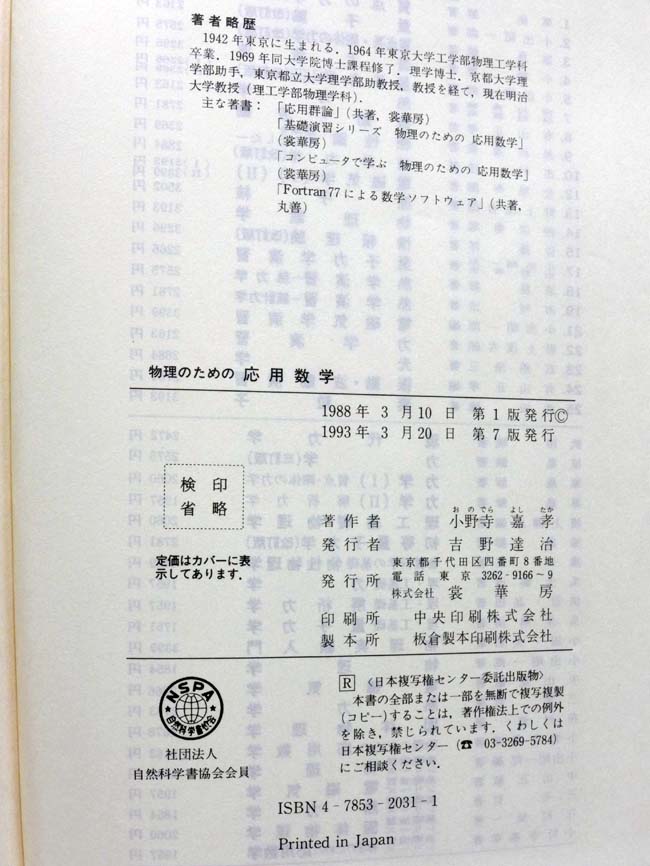 著者略歴
1942年東京に生まれる．1964年東京大学工学部物理工学科
卒業．1969年同大学院博士課程修了．理学博士．京都大学理
学部助手，東京都立大学理学部助教授，教授を経て，現在明治
大学教授（理工学部物理学科）．
主な著書：「応用群論」（共著，裳華房）
「基礎演習シリーズ 物理のための 応用数学」
（裳華房）
「コンピュータで学ぶ 物理のための 応用数学」
（裳華房）
「Fortran 77 による数学ソフトウェア」（共著，
丸善）
物理のための 応用数学
1988年 3月10日 第1版発行©
1993年 3月20日 第7版発行
検印
省略
定価はカバーに表
示してあります．
おのでら よしたか
著作者 小野寺嘉孝
発行者 吉野達治
東京都千代田区四番町8番地
発行所 電話 東京 3262-9166～9
株式会社 裳華房
印刷所 中央印刷株式会社
製本所 板倉製本印刷株式会社
NSPA
自然科学書協会
社団法人
自然科学書協会会員
R 〈日本複写権センター委託出版物〉
本書の全部または一部を無断で複写複製
（コピー）することは，著作権法上での例外
を除き，禁じられています．くわしくは
日本複写権センター（☎ 03-3269-5784）
にご相談ください．
ISBN 4-7853-2031-1
Printed in Japan